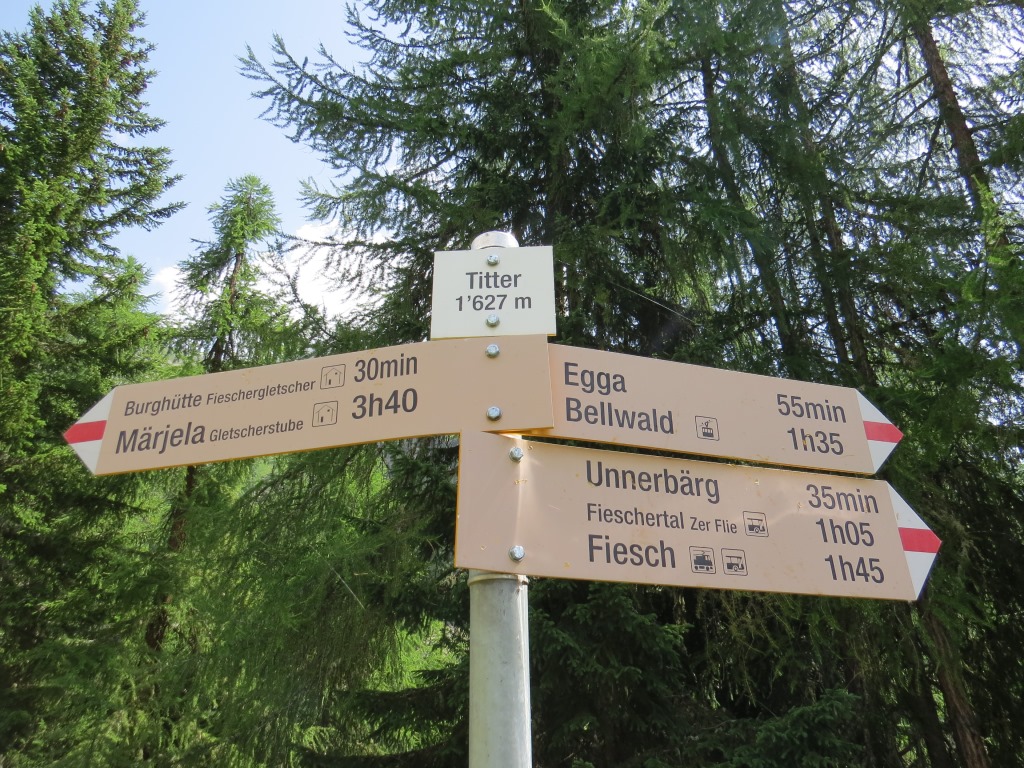 Titter
1'627 m
Burghütte Fieschergletscher 30min
Märjela Gletscherstube 3h40
Egga 55min
Bellwald 1h35
Unnerbärg 35min
Fieschertal Zer Flie 1h05
Fiesch 1h45